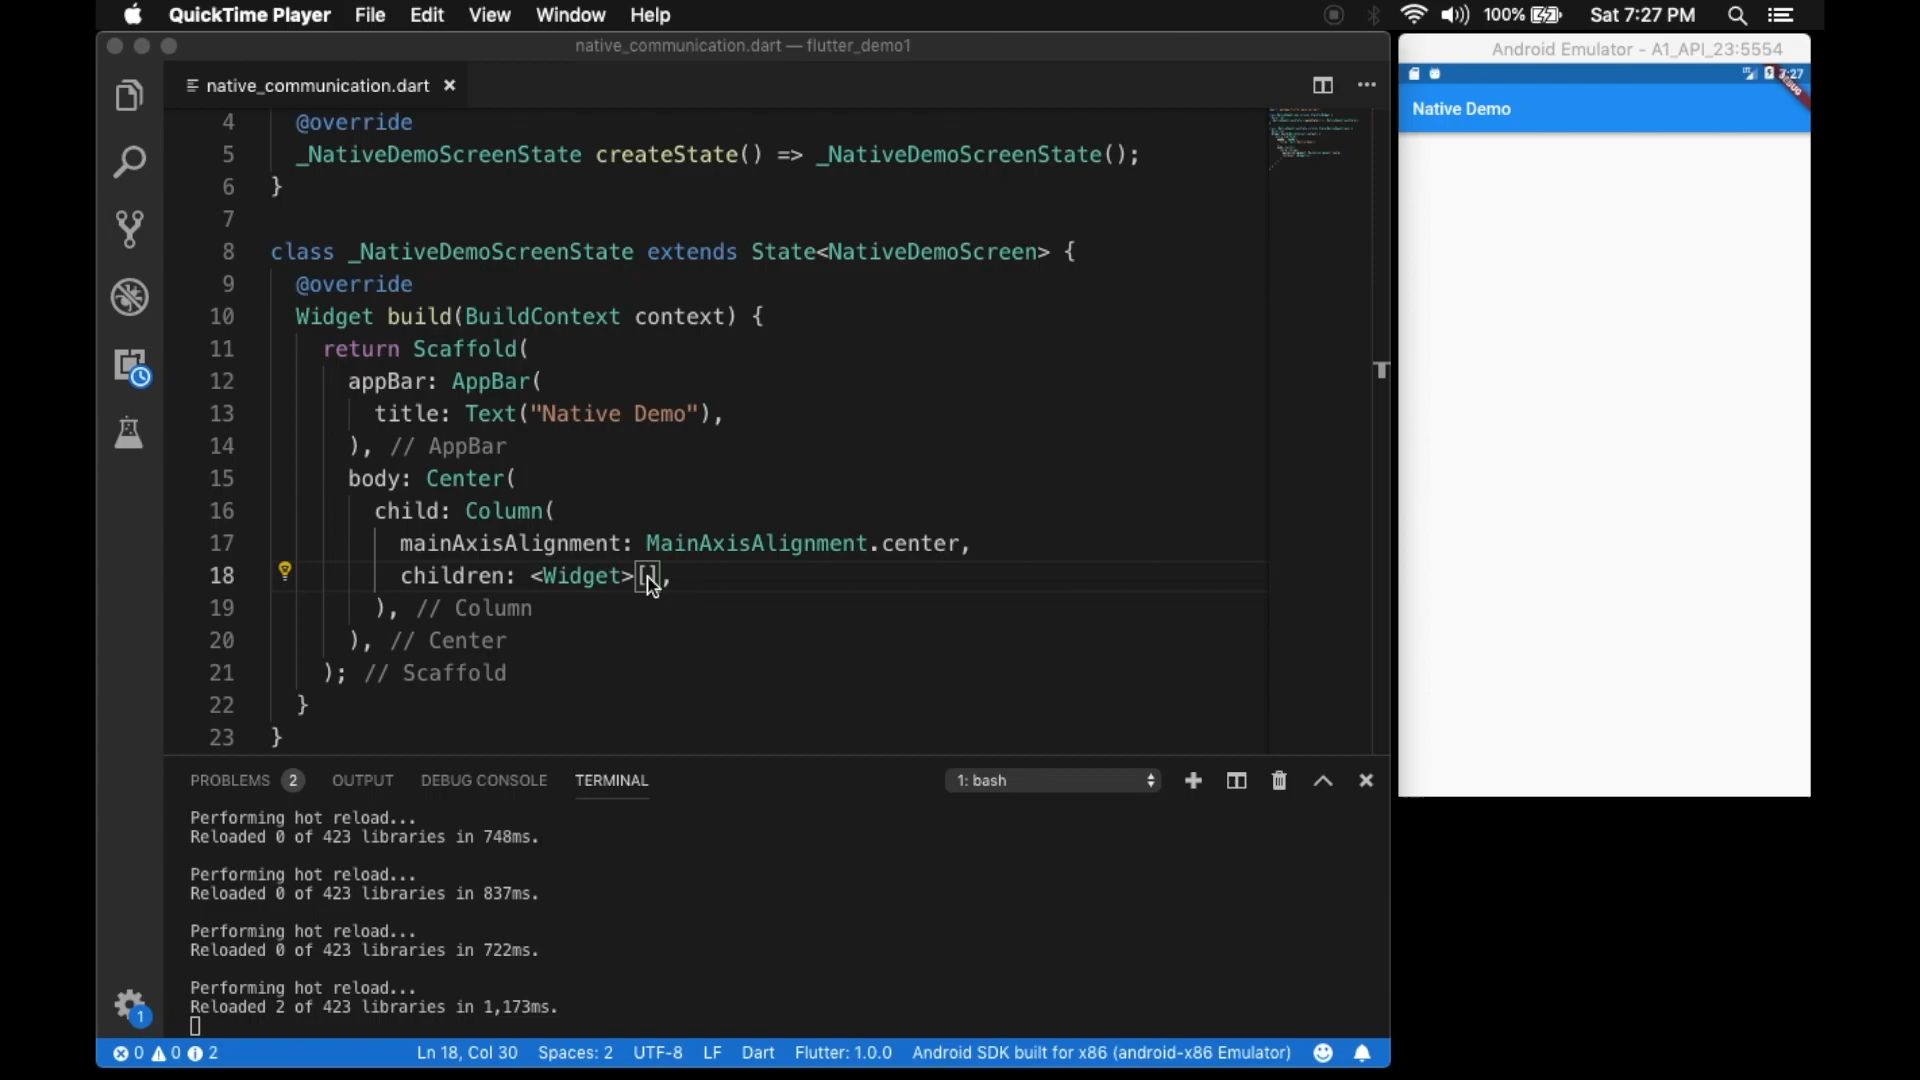 QuickTime Player File Edit View Window Help 100% Sat 7:27 PM
native_communication.dart — flutter_demo1
native_communication.dart
4 @override
5 _NativeDemoScreenState createState() => _NativeDemoScreenState();
6 }
7
8 class _NativeDemoScreenState extends State<NativeDemoScreen> {
9 @override
10 Widget build(BuildContext context) {
11 return Scaffold(
12 appBar: AppBar(
13 title: Text("Native Demo"),
14 ), // AppBar
15 body: Center(
16 child: Column(
17 mainAxisAlignment: MainAxisAlignment.center,
18 children: <Widget>[],
19 ), // Column
20 ), // Center
21 ); // Scaffold
22 }
23 }
PROBLEMS 2 OUTPUT DEBUG CONSOLE TERMINAL 1: bash
Performing hot reload...
Reloaded 0 of 423 libraries in 748ms.
Performing hot reload...
Reloaded 0 of 423 libraries in 837ms.
Performing hot reload...
Reloaded 0 of 423 libraries in 722ms.
Performing hot reload...
Reloaded 2 of 423 libraries in 1,173ms.
1
0 0 2 Ln 18, Col 30 Spaces: 2 UTF-8 LF Dart Flutter: 1.0.0 Android SDK built for x86 (android-x86 Emulator)
Android Emulator - A1_API_23:5554
7:27
Native Demo